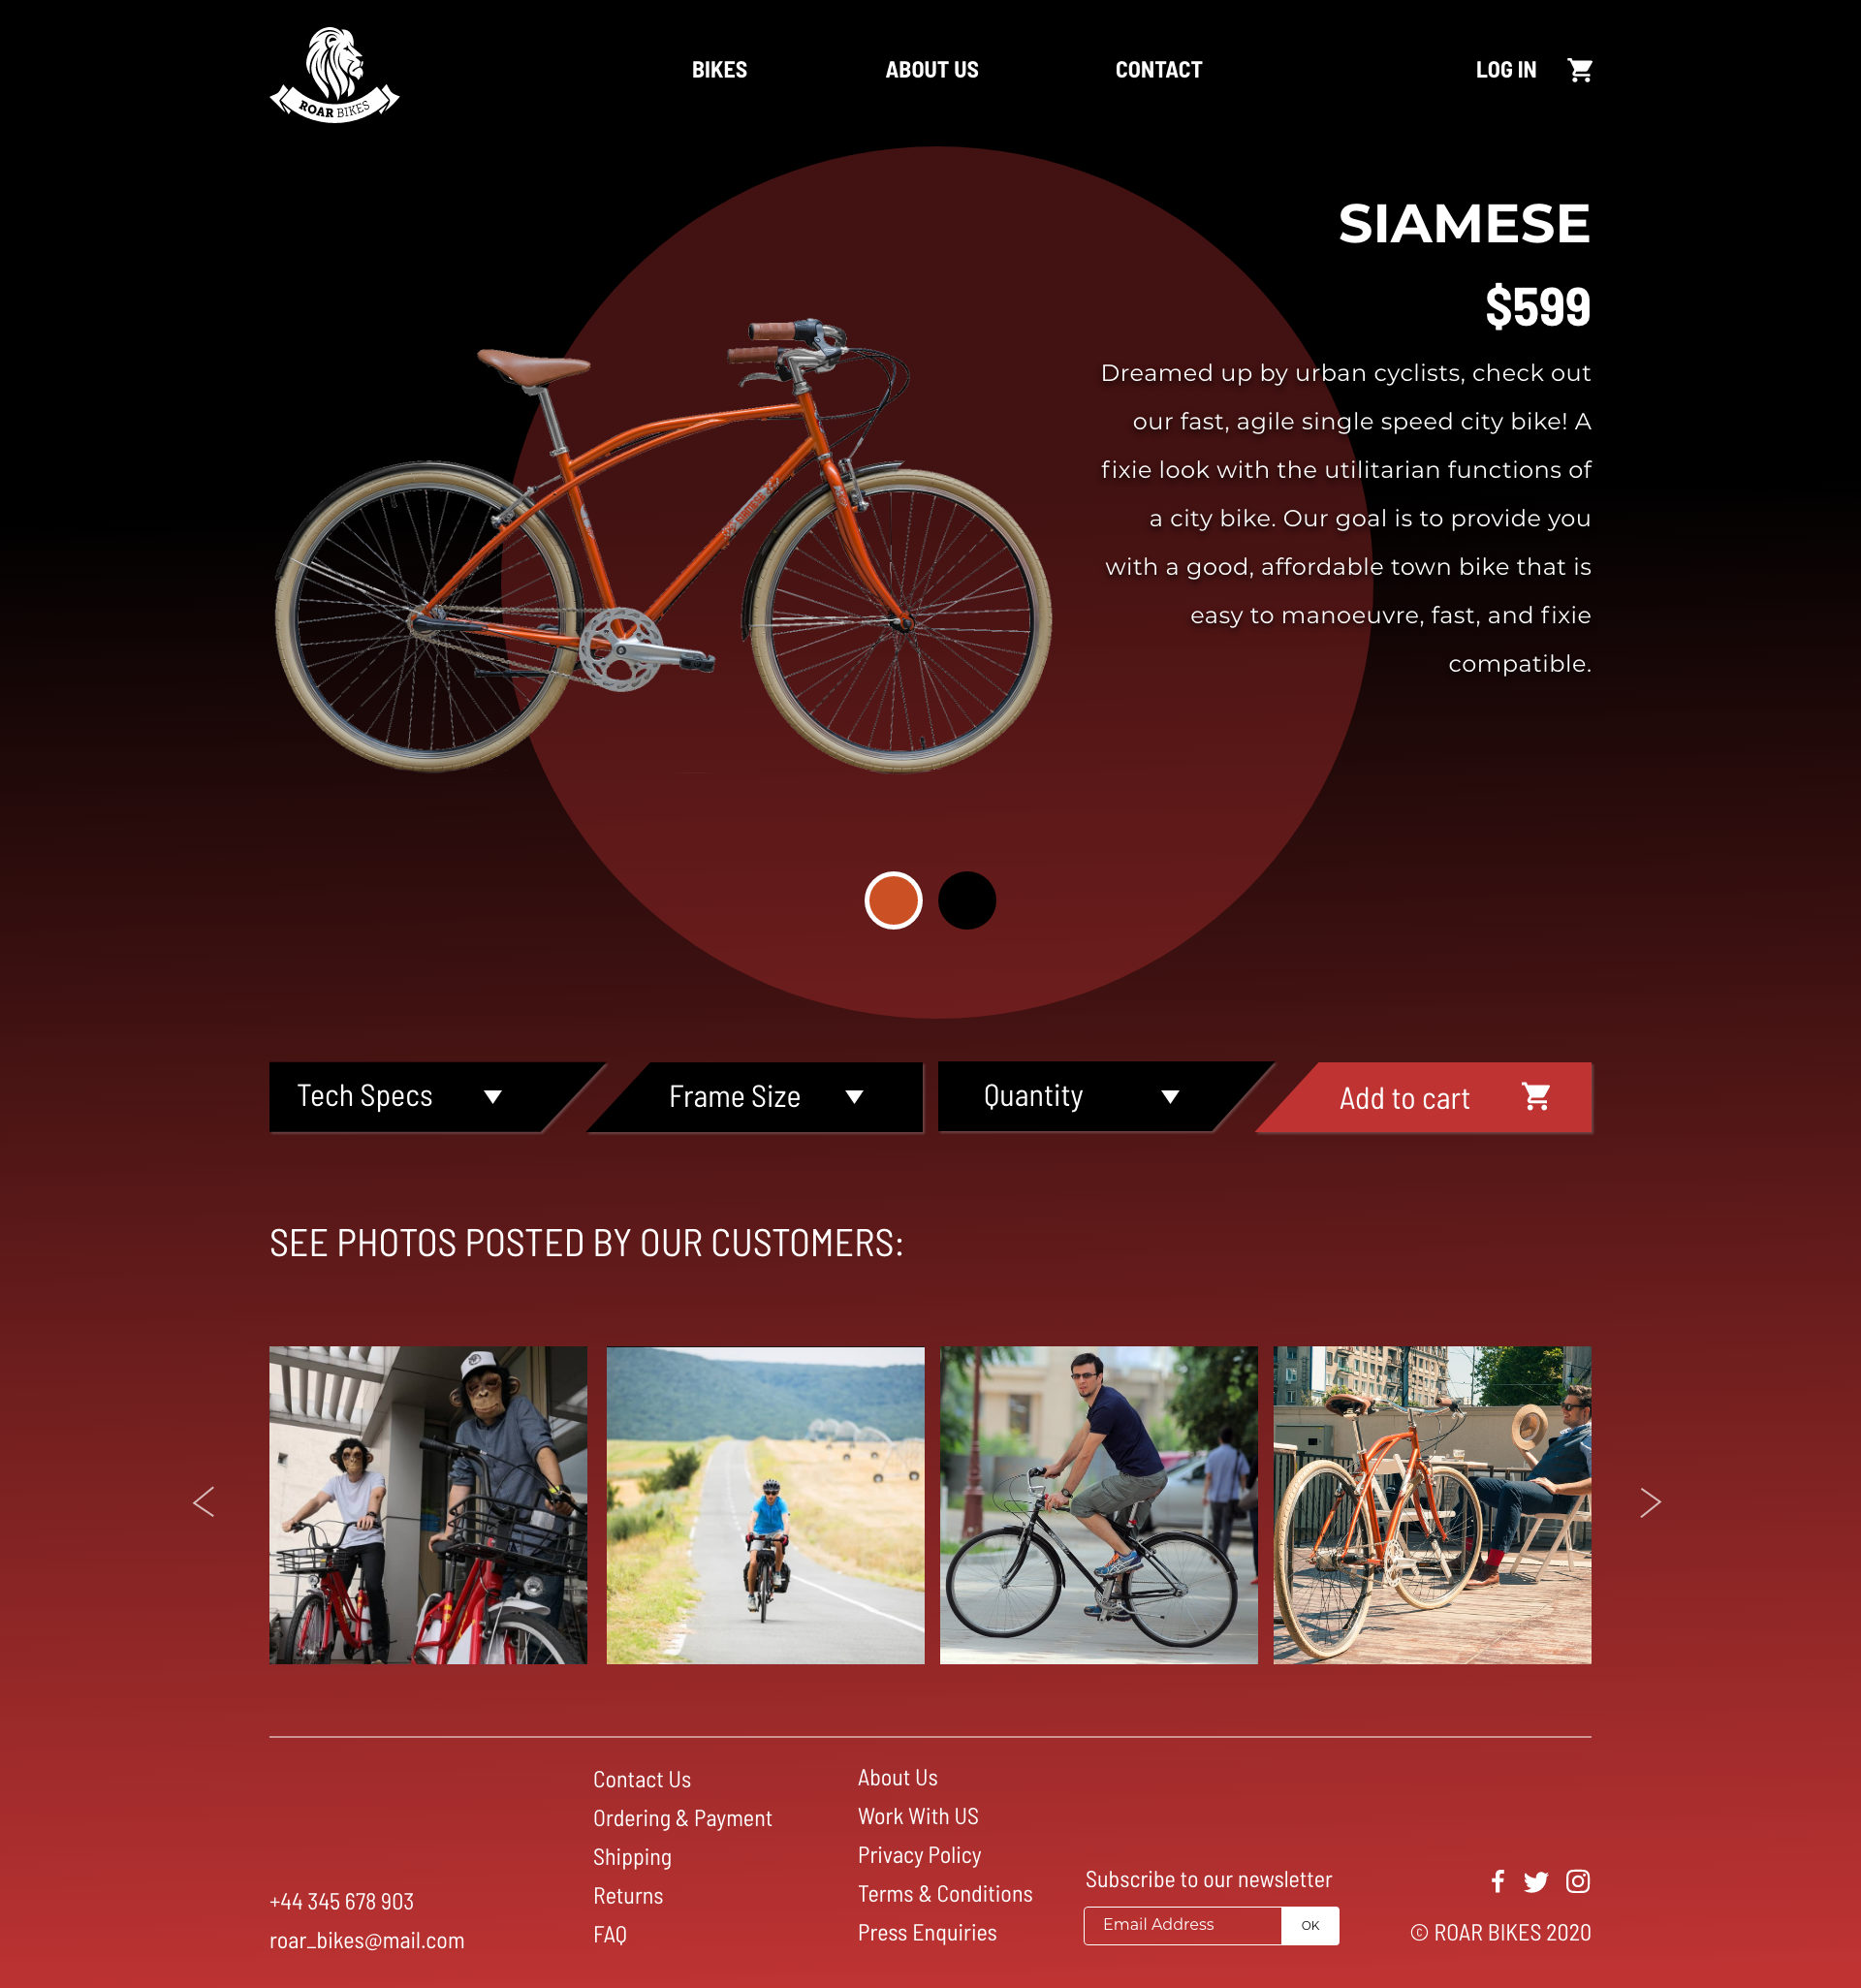 ROAR BIKES
BIKES
ABOUT US
CONTACT
LOG IN
SIAMESE
$599
Dreamed up by urban cyclists, check out
our fast, agile single speed city bike! A
fixie look with the utilitarian functions of
a city bike. Our goal is to provide you
with a good, affordable town bike that is
easy to manoeuvre, fast, and fixie
compatible.
SIAMESE
Tech Specs
Frame Size
Quantity
Add to cart
SEE PHOTOS POSTED BY OUR CUSTOMERS:
+44 345 678 903
roar_bikes@mail.com
Contact Us
Ordering & Payment
Shipping
Returns
FAQ
About Us
Work With US
Privacy Policy
Terms & Conditions
Press Enquiries
Subscribe to our newsletter
Email Address
OK
© ROAR BIKES 2020